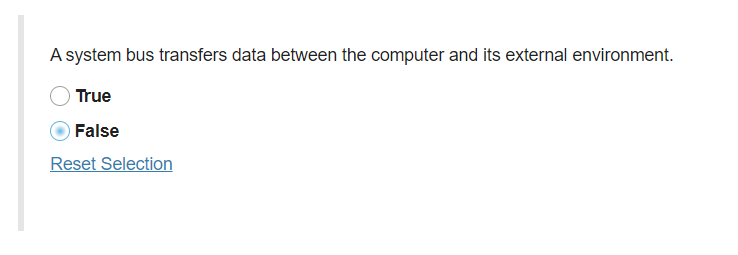 A system bus transfers data between the computer and its external environment.
True
False
Reset Selection